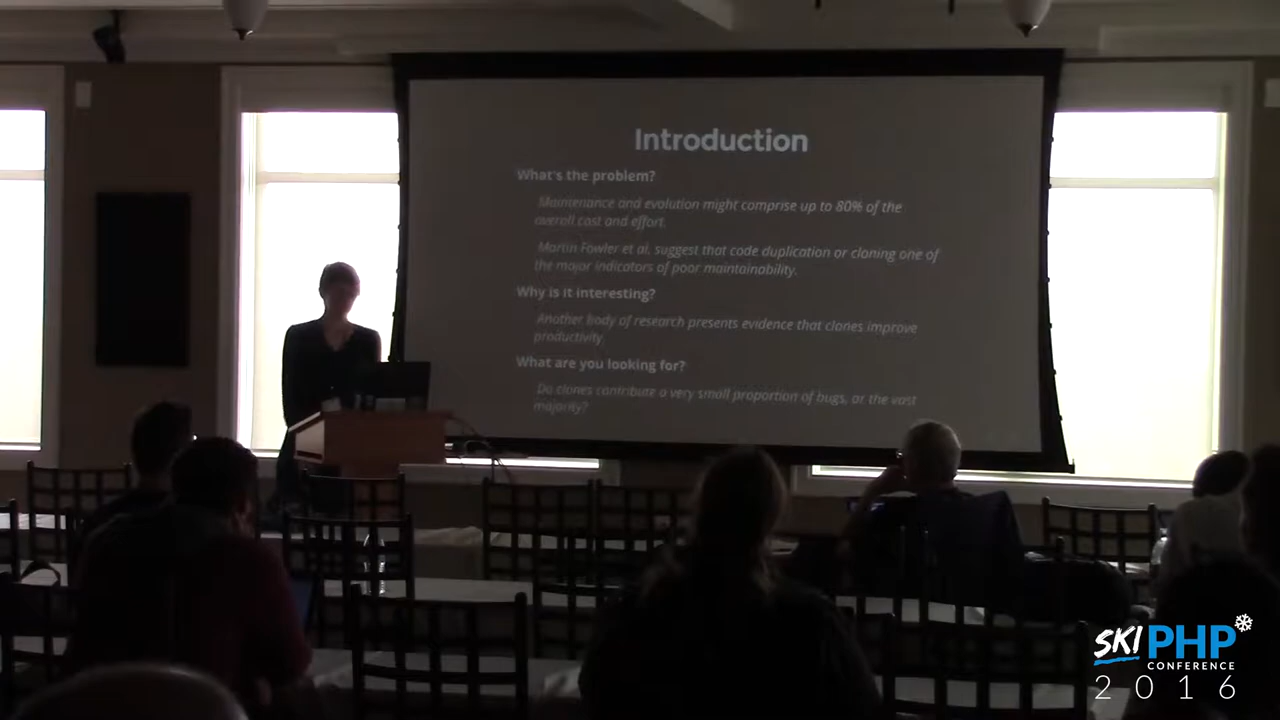 Introduction
What's the problem?
Maintenance and evolution might comprise up to 80% of the
overall cost and effort.
Martin Fowler et al. suggest that code duplication or cloning one of
the major indicators of poor maintainability.
Why is it interesting?
Another body of research presents evidence that clones improve
productivity
What are you looking for?
Do clones contribute a very small proportion of bugs, or the vast
majority?
SKI PHP
CONFERENCE
2016